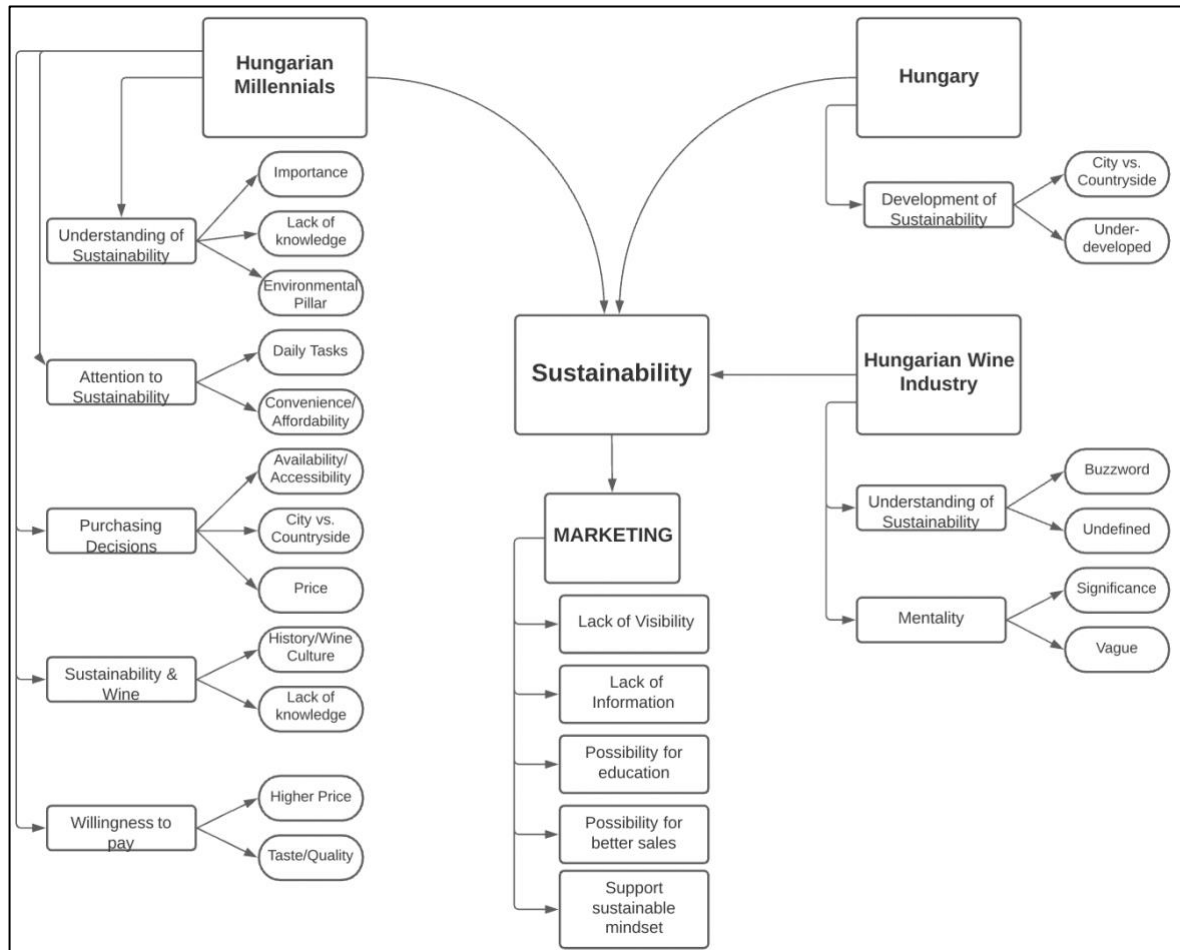 Hungarian
Millennials
Importance
Understanding of
Sustainability
Lack of
knowledge
Environmental
Pillar
Attention to
Sustainability
Daily Tasks
Convenience/
Affordability
Purchasing
Decisions
Availability/
Accessibility
City vs.
Countryside
Price
Sustainability &
Wine
History/Wine
Culture
Lack of
knowledge
Willingness to
pay
Higher Price
Taste/Quality
Sustainability
MARKETING
Lack of Visibility
Lack of
Information
Possibility for
education
Possibility for
better sales
Support
sustainable
mindset
Hungary
Development of
Sustainability
City vs.
Countryside
Under-
developed
Hungarian Wine
Industry
Understanding of
Sustainability
Buzzword
Undefined
Mentality
Significance
Vague